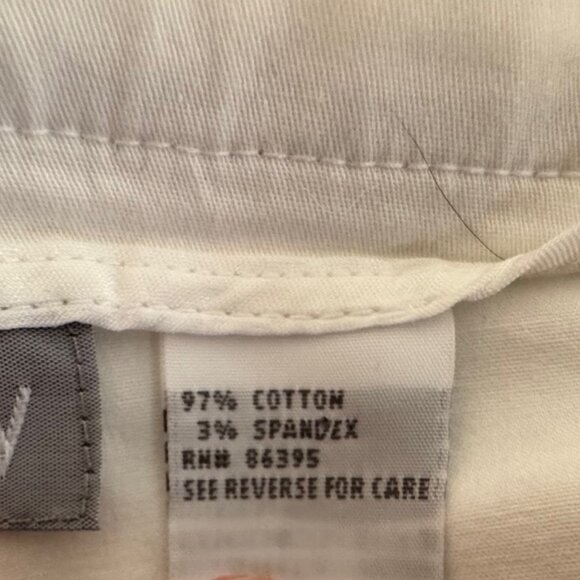 97% COTTON
3% SPANDEX
RN# 86395
SEE REVERSE FOR CARE